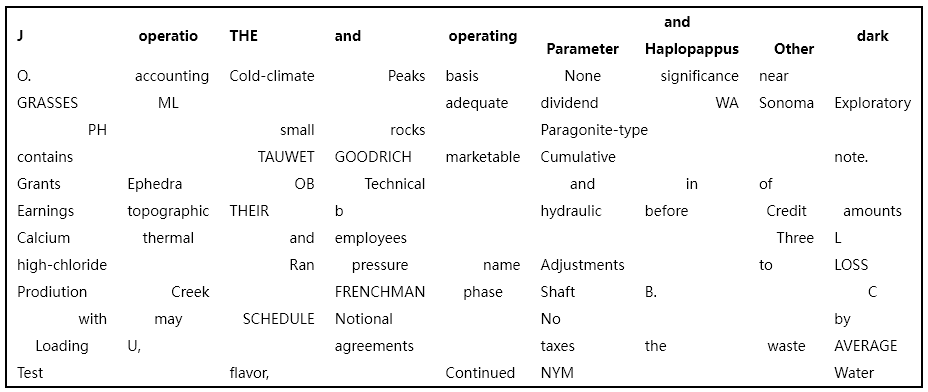 J operatio THE and operating and Parameter Haplopappus Other dark
O. accounting Cold-climate Peaks basis None significance near
GRASSES ML adequate dividend WA Sonoma Exploratory
PH small rocks Paragonite-type
contains TAUWET GOODRICH marketable Cumulative note.
Grants Ephedra OB Technical and in of
Earnings topographic THEIR b hydraulic before Credit amounts
Calcium thermal and employees Three L
high-chloride Ran pressure name Adjustments to LOSS
Prodiution Creek FRENCHMAN phase Shaft B. C
with may SCHEDULE Notional No by
Loading U, agreements taxes the waste AVERAGE
Test flavor, Continued NYM Water